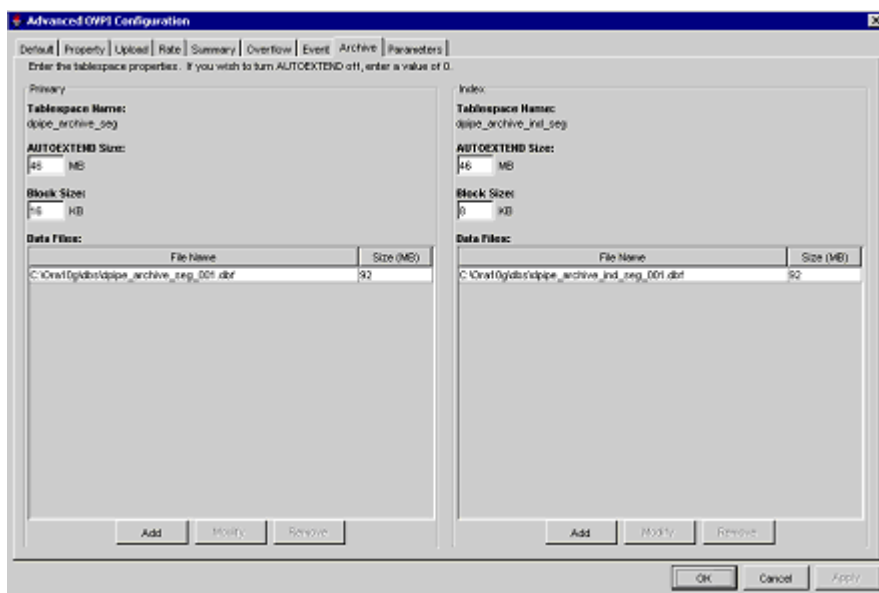 Advanced OVPI Configuration
Default Property Upload Rate Summary Overflow Event Archive Parameters
Enter the tablespace properties. If you wish to turn AUTOEXTEND off, enter a value of 0.
Primary
Tablespace Name:
dpipe_archive_seg
AUTOEXTEND Size:
46 MB
Block Size:
16 KB
Data Files:
File Name Size (MB)
C:\Ora10g\dbs\dpipe_archive_seg_001.dbf 92
Add Modify Remove
Index
Tablespace Name:
dpipe_archive_ind_seg
AUTOEXTEND Size:
46 MB
Block Size:
8 KB
Data Files:
File Name Size (MB)
C:\Ora10g\dbs\dpipe_archive_ind_seg_001.dbf 92
Add Modify Remove
OK Cancel Apply